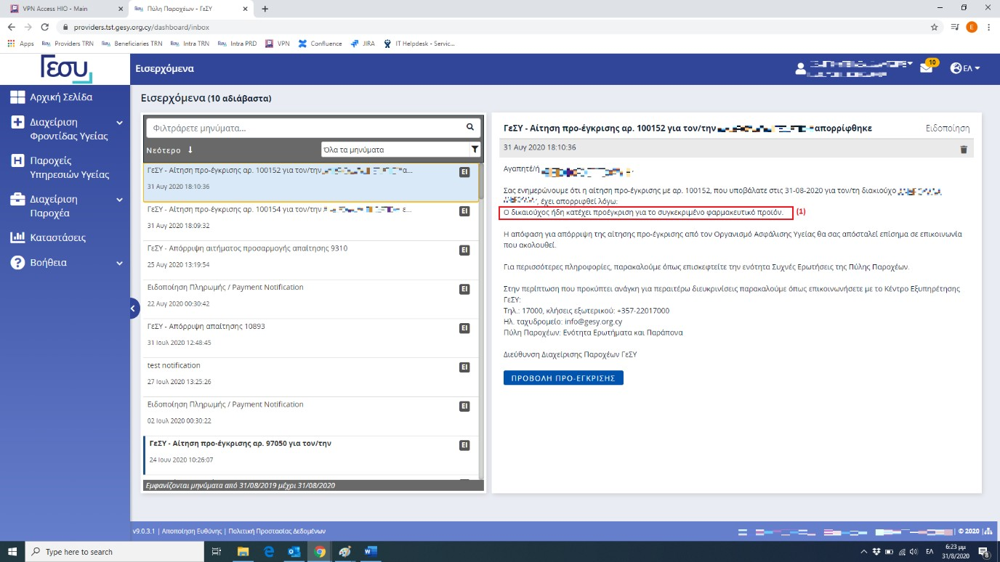 VPN Access HIO - Main
Πύλη Παροχέων - ΓεΣΥ
providers.tst.gesy.org.cy/dashboard/inbox
Apps
Providers TRN
Beneficiaries TRN
Intra TRN
Intra PRD
VPN
Confluence
JIRA
IT Helpdesk - Servic...
Γεσυ
Εισερχόμενα
10
ΕΛ
Αρχική Σελίδα
Διαχείριση
Φροντίδας Υγείας
Παροχείς
Υπηρεσιών Υγείας
Διαχείριση
Παροχέα
Καταστάσεις
Βοήθεια
Εισερχόμενα (10 αδιάβαστα)
Φιλτράρετε μηνύματα...
Νεότερο
Όλα τα μηνύματα
ΓεΣΥ - Αίτηση προ-έγκρισης αρ. 100152 για τον/την α...
ΕΙ
31 Αυγ 2020 18:10:36
ΓεΣΥ - Αίτηση προ-έγκρισης αρ. 100154 για τον/την ε...
ΕΙ
31 Αυγ 2020 18:09:32
ΓεΣΥ - Απόρριψη αιτήματος προσαρμογής απαίτησης 9310
ΕΙ
25 Αυγ 2020 13:19:54
Ειδοποίηση Πληρωμής / Payment Notification
ΕΙ
22 Αυγ 2020 00:30:42
ΓεΣΥ - Απόρριψη απαίτησης 10893
ΕΙ
31 Ιουλ 2020 12:48:45
test notification
ΕΙ
27 Ιουλ 2020 13:25:26
Ειδοποίηση Πληρωμής / Payment Notification
ΕΙ
02 Ιουλ 2020 00:30:22
ΓεΣΥ - Αίτηση προ-έγκρισης αρ. 97050 για τον/την
ΕΙ
24 Ιουν 2020 10:26:07
Εμφανίζονται μηνύματα από 31/08/2019 μέχρι 31/08/2020
ΓεΣΥ - Αίτηση προ-έγκρισης αρ. 100152 για τον/την απορρίφθηκε
Ειδοποίηση
31 Αυγ 2020 18:10:36
Αγαπητέ/ή ,
Σας ενημερώνουμε ότι η αίτηση προ-έγκρισης με αρ. 100152, που υποβάλατε στις 31-08-2020 για τον/τη δικαιούχο
, έχει απορριφθεί λόγω:
Ο δικαιούχος ήδη κατέχει προέγκριση για το συγκεκριμένο φαρμακευτικό προϊόν.
(1)
Η απόφαση για απόρριψη της αίτησης προ-έγκρισης από τον Οργανισμό Ασφάλισης Υγείας θα σας απόσταλεί επίσημα σε επικοινωνία
που ακολουθεί.
Για περισσότερες πληροφορίες, παρακαλούμε όπως επισκεφτείτε την ενότητα Συχνές Ερωτήσεις της Πύλης Παροχέων.
Στην περίπτωση που προκύπτει ανάγκη για περαιτέρω διευκρινίσεις παρακαλούμε όπως επικοινωνήσετε με το Κέντρο Εξυπηρέτησης
ΓεΣΥ:
Τηλ.: 17000, κλήσεις εξωτερικού: +357-22017000
Ηλ. ταχυδρομείο: info@gesy.org.cy
Πύλη Παροχέων: Ενότητα Ερωτήματα και Παράπονα
Διεύθυνση Διαχείρισης Παροχέων ΓεΣΥ
ΠΡΟΒΟΛΗ ΠΡΟ-ΕΓΚΡΙΣΗΣ
v9.0.3.1 | Αποποίηση Ευθύνης | Πολιτική Προστασίας Δεδομένων
© 2020
Type here to search
ΕΛ
6:23 μμ
31/8/2020
8